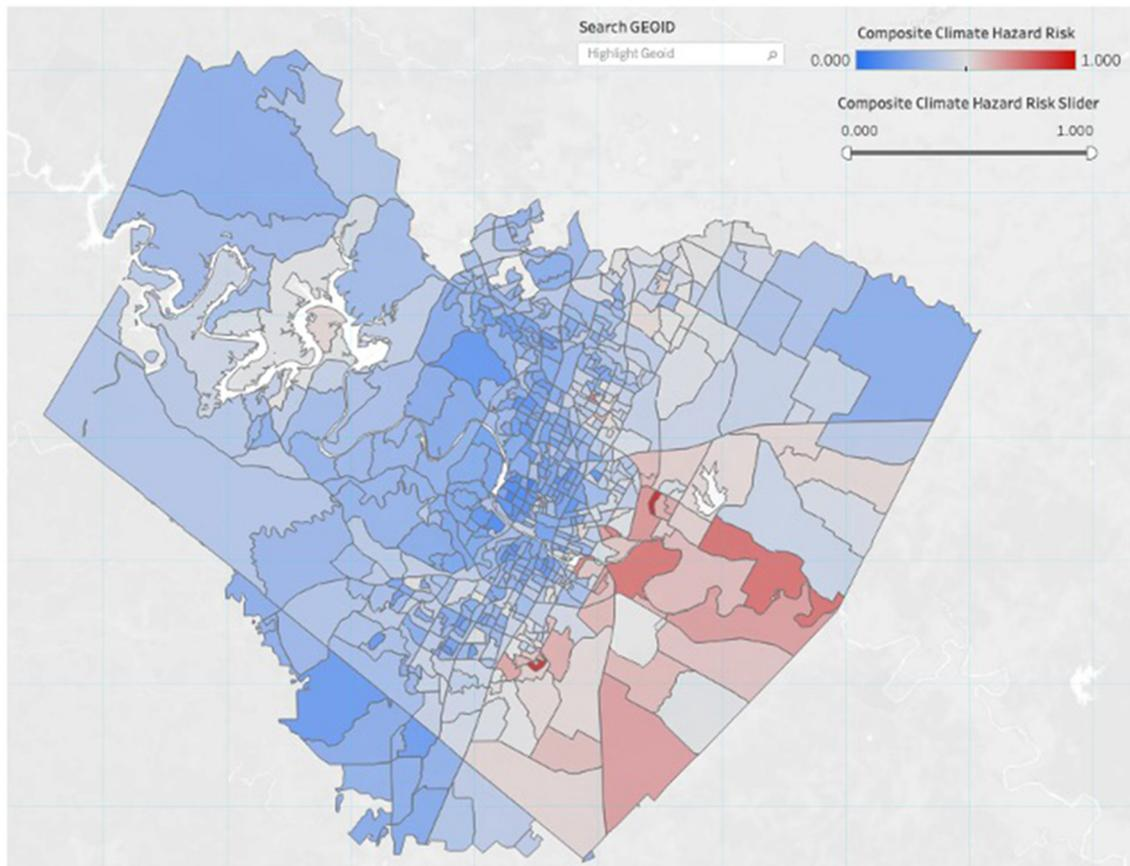 Search GEOID
Highlight Geoid
Composite Climate Hazard Risk
0.000 1.000
Composite Climate Hazard Risk Slider
0.000 1.000